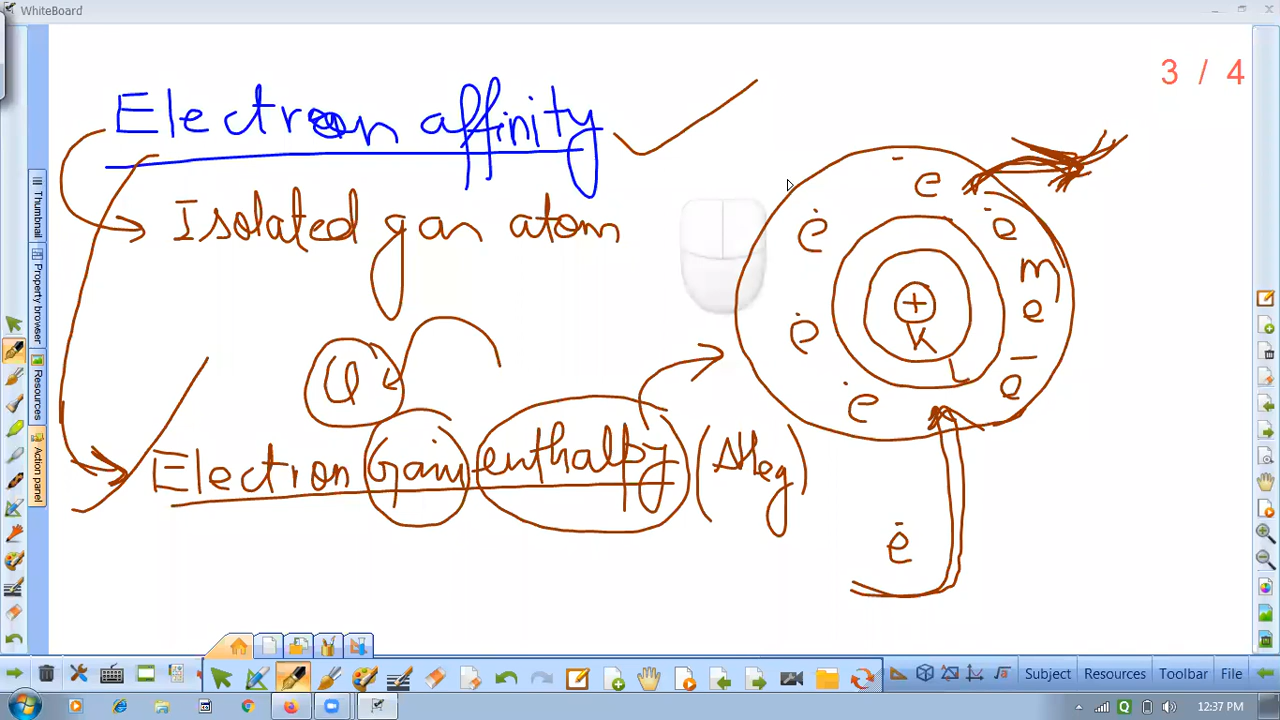 WhiteBoard
3 / 4
Electron affinity
Isolated gas atom
Electron Gain enthalpy (ΔHeg)
e
e
e
m
e
e
e
e
+
K
L
e
Thumbnail
Property browser
Resources
Action panel
Subject
Resources
Toolbar
File
12:37 PM